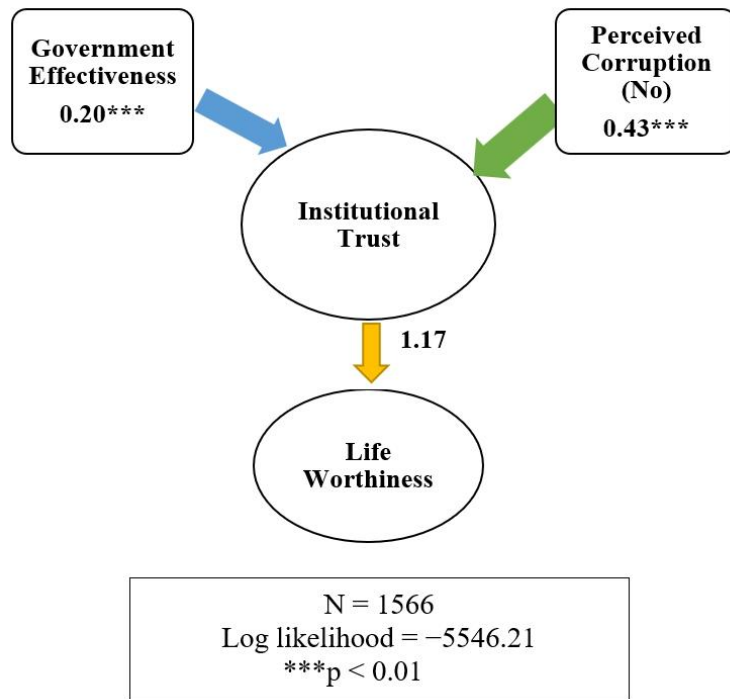 Government
Effectiveness
0.20***
Perceived
Corruption
(No)
0.43***
Institutional
Trust
1.17
Life
Worthiness
N = 1566
Log likelihood = −5546.21
***p < 0.01